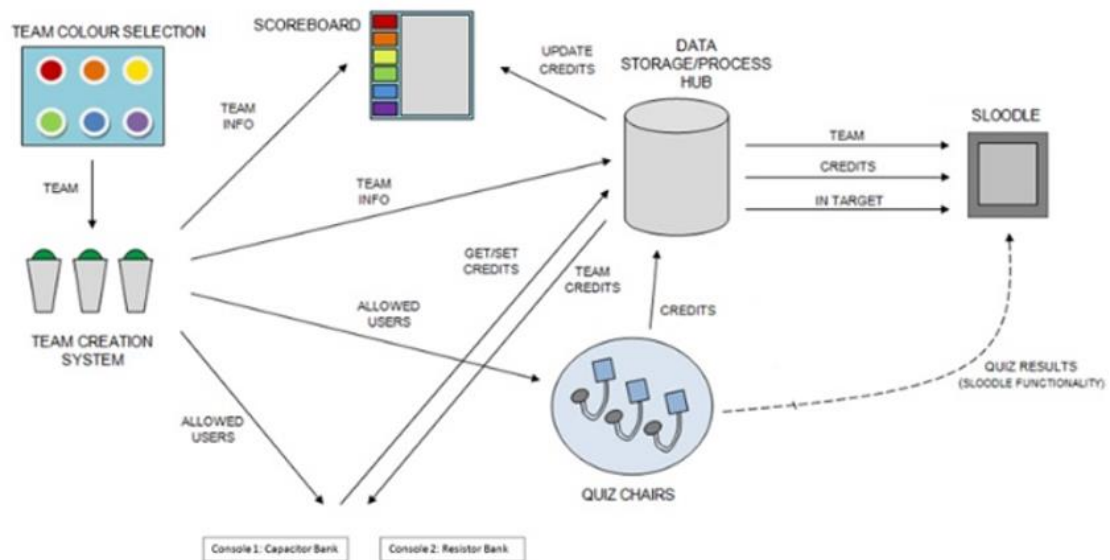 TEAM COLOUR SELECTION
SCOREBOARD
UPDATE
CREDITS
DATA
STORAGE/PROCESS
HUB
SLOODLE
TEAM
INFO
TEAM
CREDITS
IN TARGET
TEAM
TEAM
INFO
GET/SET
CREDITS
TEAM
CREDITS
CREDITS
ALLOWED
USERS
TEAM CREATION
SYSTEM
QUIZ RESULTS
(SLOODLE FUNCTIONALITY)
ALLOWED
USERS
QUIZ CHAIRS
Console 1: Capacitor Bank
Console 2: Resistor Bank